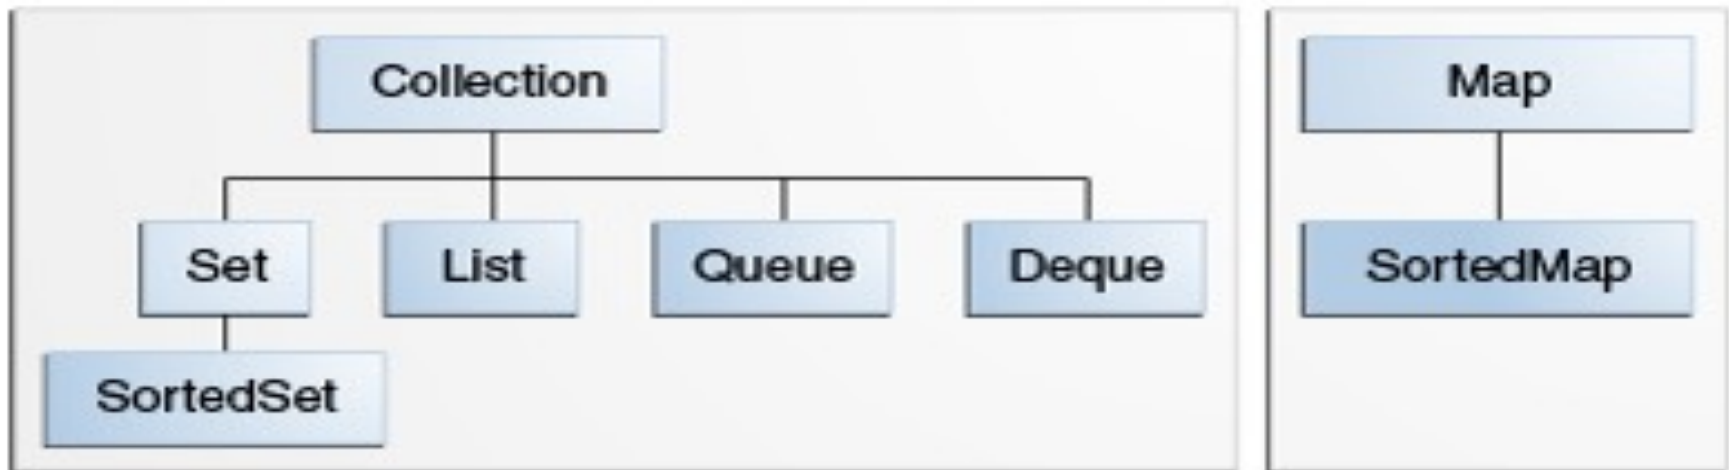 Collection
Map
Set
List
Queue
Deque
SortedMap
SortedSet